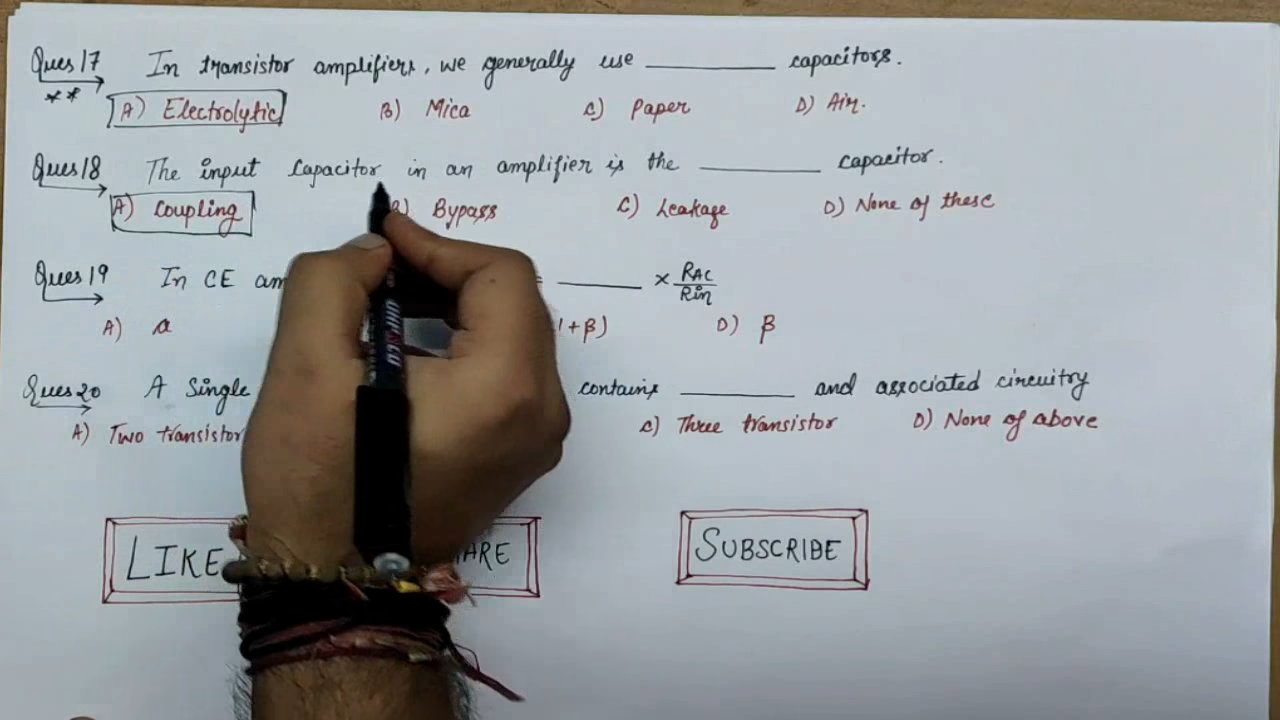 Ques 17 In transistor amplifiers, we generally use ________ capacitors.
** A) Electrolytic B) Mica C) Paper D) Air.
Ques 18 The input Capacitor in an amplifier is the ________ capacitor.
A) Coupling B) Bypass C) Leakage D) None of these
Ques 19 In CE am = ________ × RAC/Rin
A) α 1+β) D) β
Ques 20 A Single contains ________ and associated circuitry
A) Two transistor C) Three transistor D) None of above
LIKE ARE SUBSCRIBE